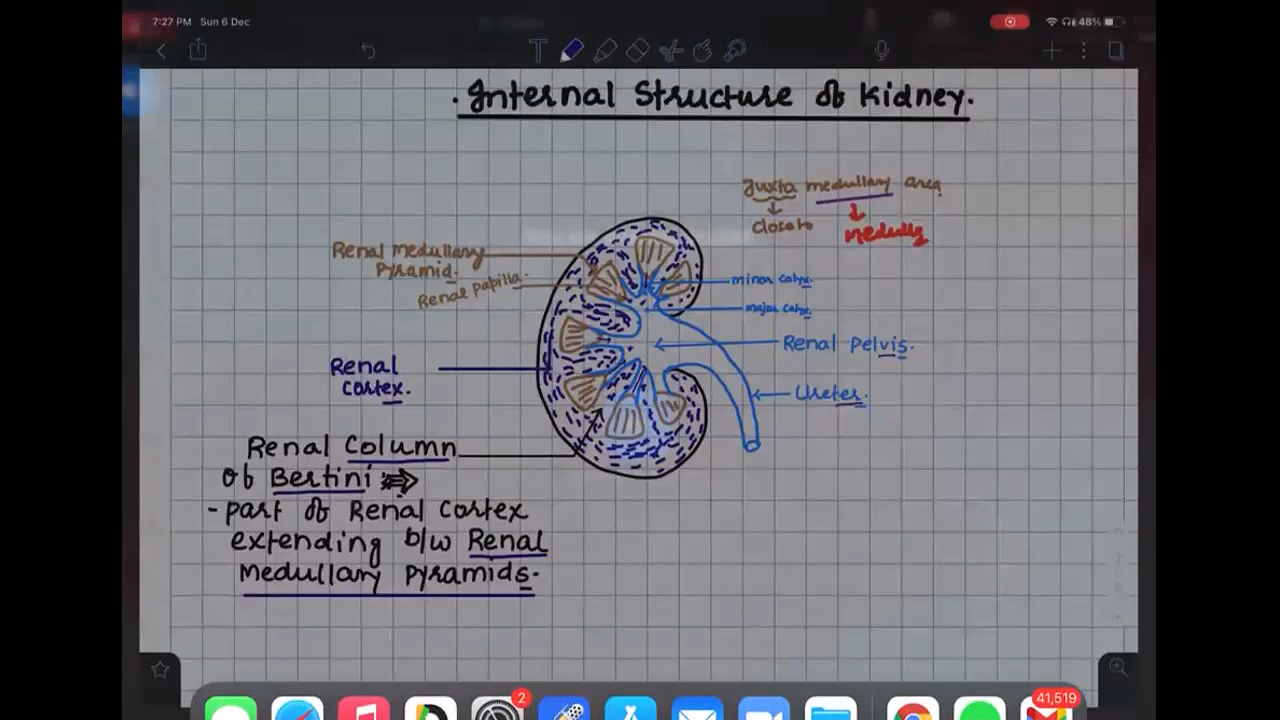 7:27 PM Sun 6 Dec
48%
. Internal Structure of Kidney.
Juxta medullary area
close to
medulla
Renal medullary
Pyramid.
Renal papilla.
minor calyx.
major calyx.
Renal Pelvis.
Renal
cortex.
Ureter.
Renal Column
of Bertini
- part of Renal Cortex
extending b/w Renal
medullary pyramids.
2
41,519